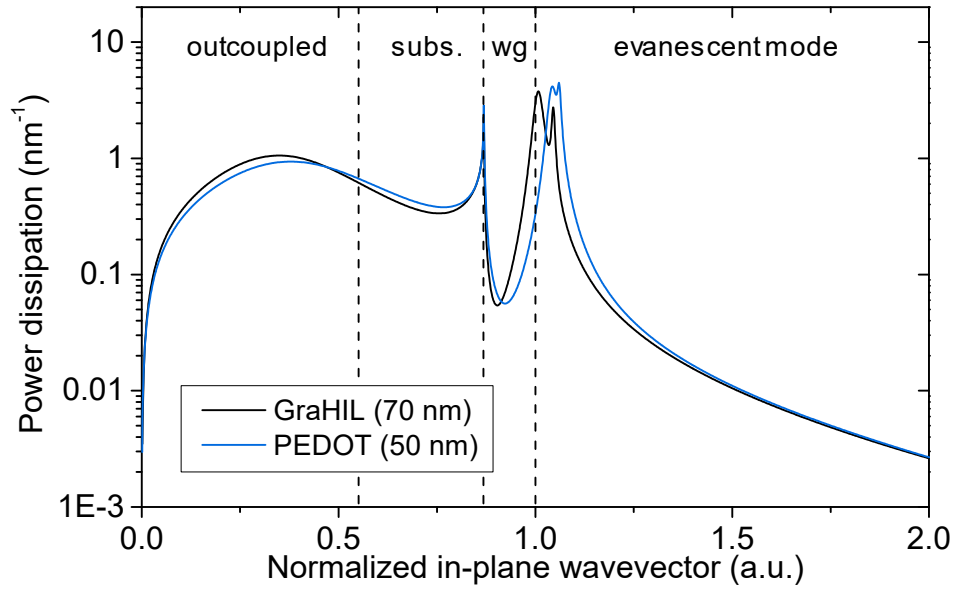 10
1
0.1
0.01
1E-3
Power dissipation (nm⁻¹)
outcoupled
subs.
wg
evanescent mode
GraHIL (70 nm)
PEDOT (50 nm)
0.0 0.5 1.0 1.5 2.0
Normalized in-plane wavevector (a.u.)